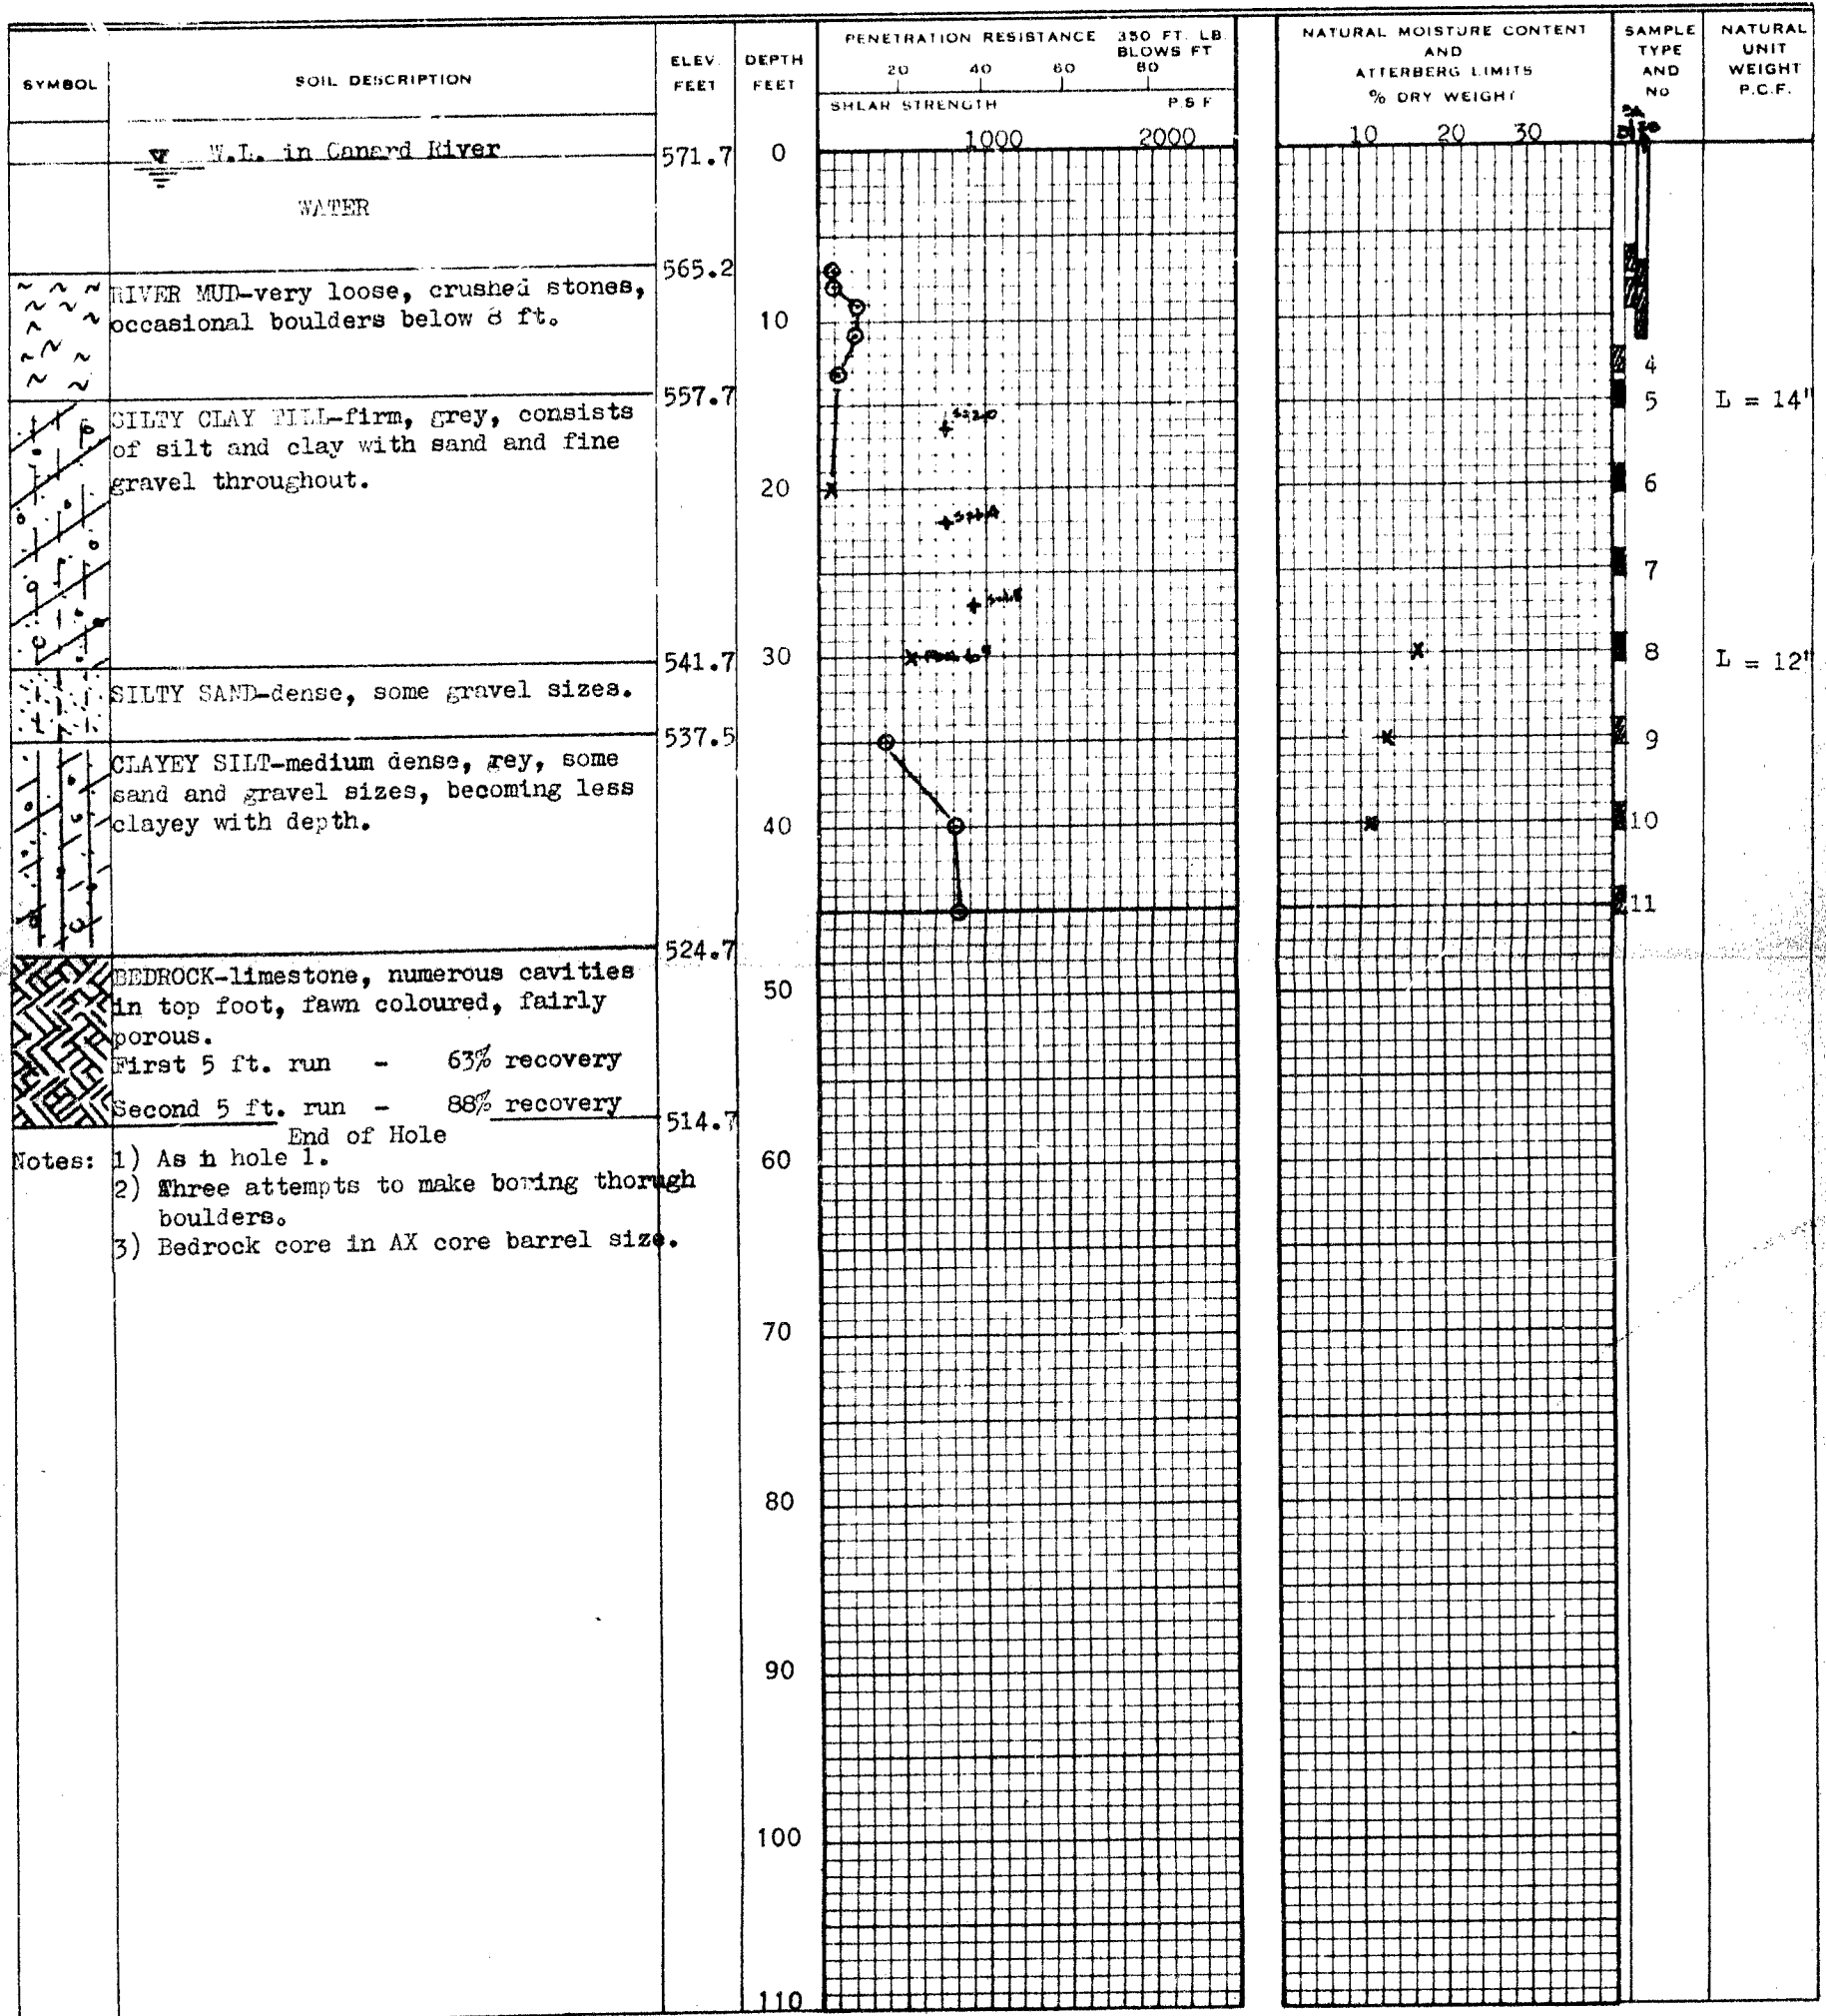 SYMBOL
SOIL DESCRIPTION
ELEV. FEET
DEPTH FEET
PENETRATION RESISTANCE 350 FT. LB.
BLOWS FT
20 40 60 80
SHEAR STRENGTH P.S.F
1000 2000
NATURAL MOISTURE CONTENT
AND
ATTERBERG LIMITS
% DRY WEIGHT
10 20 30
SAMPLE
TYPE
AND
NO
NATURAL
UNIT
WEIGHT
P.C.F.
W.L. in Canard River
571.7
0
WATER
565.2
RIVER MUD-very loose, crushed stones,
occasional boulders below 8 ft.
10
4
557.7
SILTY CLAY TILL-firm, grey, consists
of silt and clay with sand and fine
gravel throughout.
5
L = 14"
20
6
7
541.7
30
8
L = 12"
SILTY SAND-dense, some gravel sizes.
537.5
9
CLAYEY SILT-medium dense, grey, some
sand and gravel sizes, becoming less
clayey with depth.
40
10
11
524.7
BEDROCK-limestone, numerous cavities
in top foot, fawn coloured, fairly
porous.
50
First 5 ft. run - 63% recovery
Second 5 ft. run - 88% recovery
514.7
End of Hole
Notes: 1) As in hole 1.
2) Three attempts to make boring thorugh
boulders.
3) Bedrock core in AX core barrel size.
60
70
80
90
100
110